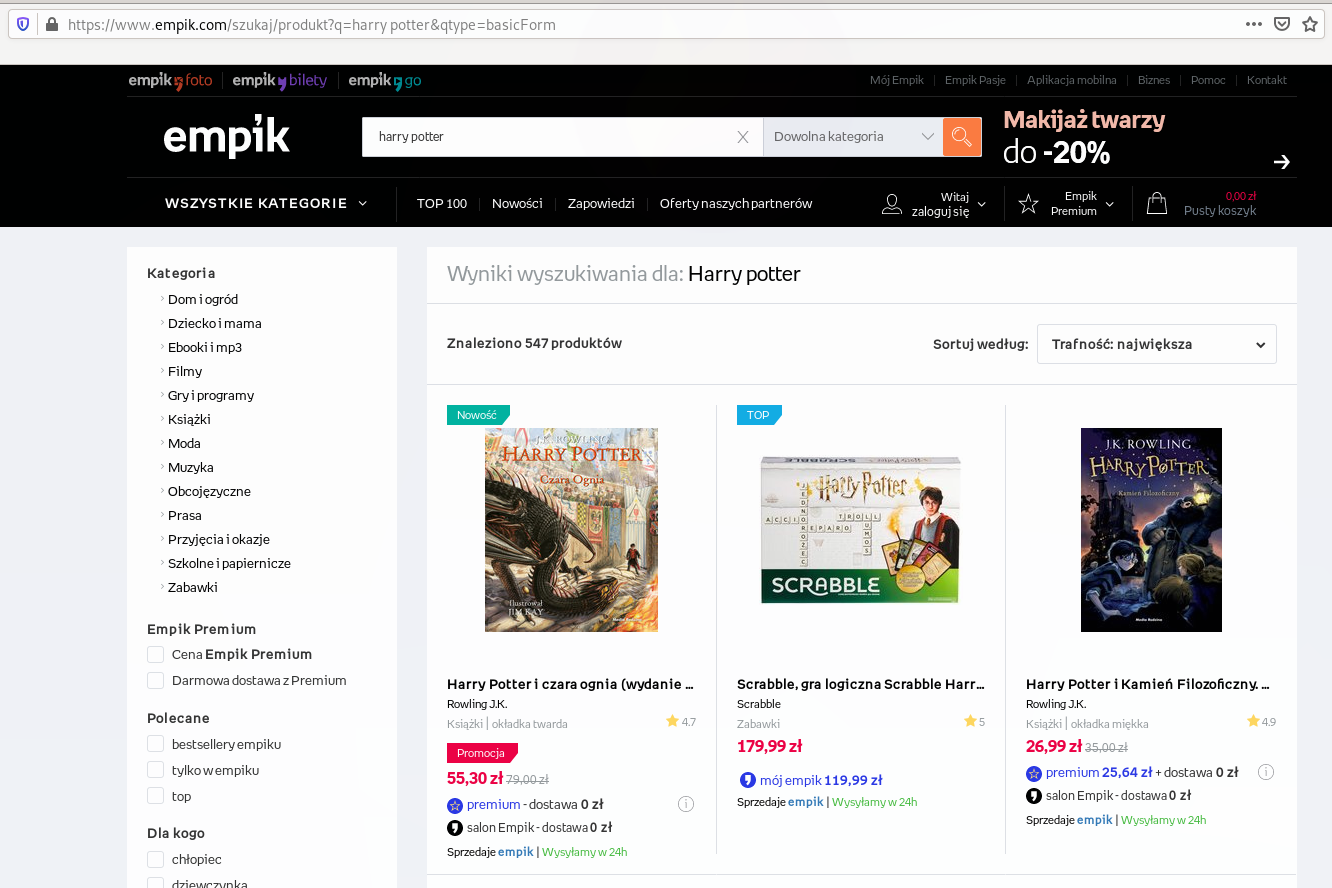 https://www.empik.com/szukaj/produkt?q=harry potter&qtype=basicForm
empik foto
empik bilety
empik go
Mój Empik
Empik Pasje
Aplikacja mobilna
Biznes
Pomoc
Kontakt
empik
harry potter
Dowolna kategoria
Makijaż twarzy
do -20%
WSZYSTKIE KATEGORIE
TOP 100
Nowości
Zapowiedzi
Oferty naszych partnerów
Witaj
zaloguj się
Empik
Premium
0,00 zł
Pusty koszyk
Kategoria
Dom i ogród
Dziecko i mama
Ebooki i mp3
Filmy
Gry i programy
Książki
Moda
Muzyka
Obcojęzyczne
Prasa
Przyjęcia i okazje
Szkolne i papiernicze
Zabawki
Empik Premium
Cena Empik Premium
Darmowa dostawa z Premium
Polecane
bestsellery empiku
tylko w empiku
top
Dla kogo
chłopiec
dziewczynka
Wyniki wyszukiwania dla: Harry potter
Znaleziono 547 produktów
Sortuj według:
Trafność: największa
Nowość
J.K. ROWLING
HARRY POTTER
Czara Ognia
Ilustrował
JIM KAY
Media Rodzina
Harry Potter i czara ognia (wydanie ...
Rowling J.K.
Książki | okładka twarda
4.7
Promocja
55,30 zł 79,00 zł
premium - dostawa 0 zł
salon Empik - dostawa 0 zł
Sprzedaje empik | Wysyłamy w 24h
TOP
Harry Potter
JEDNOROŻEC
TROLL
ACCIO
REPARO
LUMOS
SCRABBLE
Scrabble, gra logiczna Scrabble Harr...
Scrabble
Zabawki
5
179,99 zł
mój empik 119,99 zł
Sprzedaje empik | Wysyłamy w 24h
J.K. ROWLING
HARRY POTTER
Kamień Filozoficzny
Media Rodzina
Harry Potter i Kamień Filozoficzny. ...
Rowling J.K.
Książki | okładka miękka
4.9
26,99 zł 35,00 zł
premium 25,64 zł + dostawa 0 zł
salon Empik - dostawa 0 zł
Sprzedaje empik | Wysyłamy w 24h